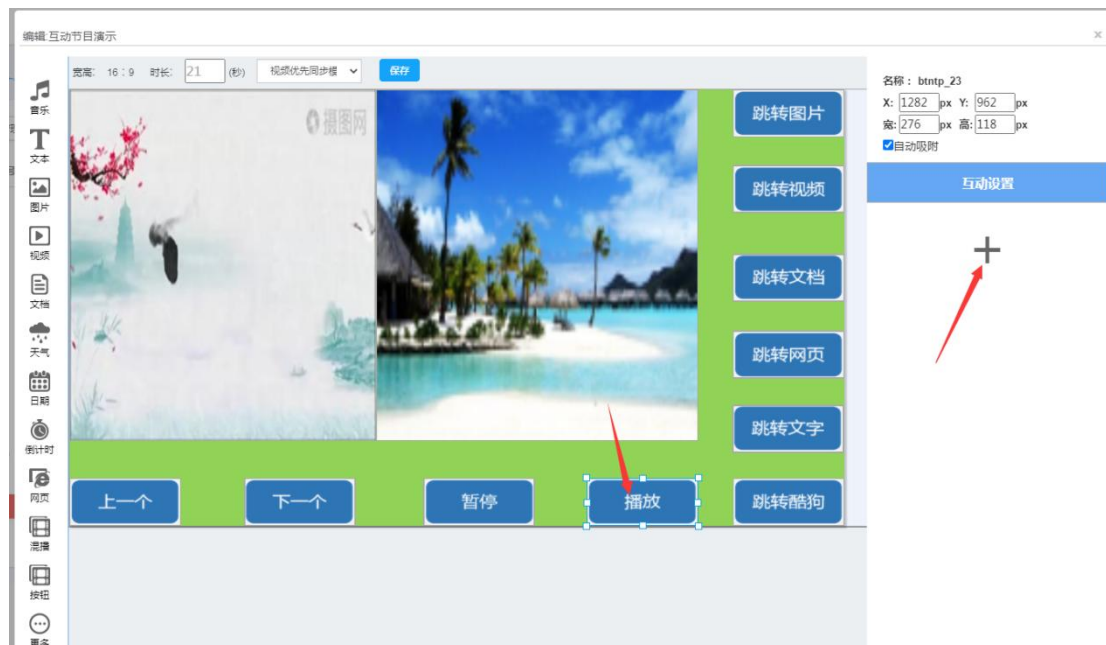 编辑:互动节目演示
×
宽高: 16:9 时长: 21 (秒) 视频优先同步模 保存
音乐
文本
图片
视频
文档
天气
日期
倒计时
网页
混播
按钮
更多
摄图网
跳转图片
跳转视频
跳转文档
跳转网页
跳转文字
上一个 下一个 暂停 播放 跳转酷狗
名称: btntp_23
X: 1282 px Y: 962 px
宽: 276 px 高: 118 px
自动吸附
互动设置